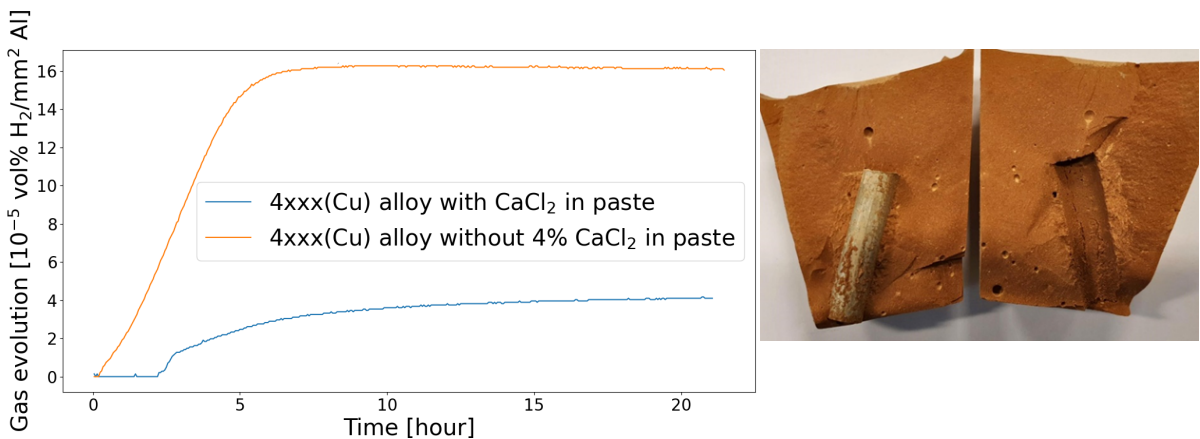 Gas evolution [10⁻⁵ vol% H₂/mm² Al]
16
14
12
10
8
6
4
2
0
4xxx(Cu) alloy with CaCl₂ in paste
4xxx(Cu) alloy without 4% CaCl₂ in paste
0 5 10 15 20
Time [hour]